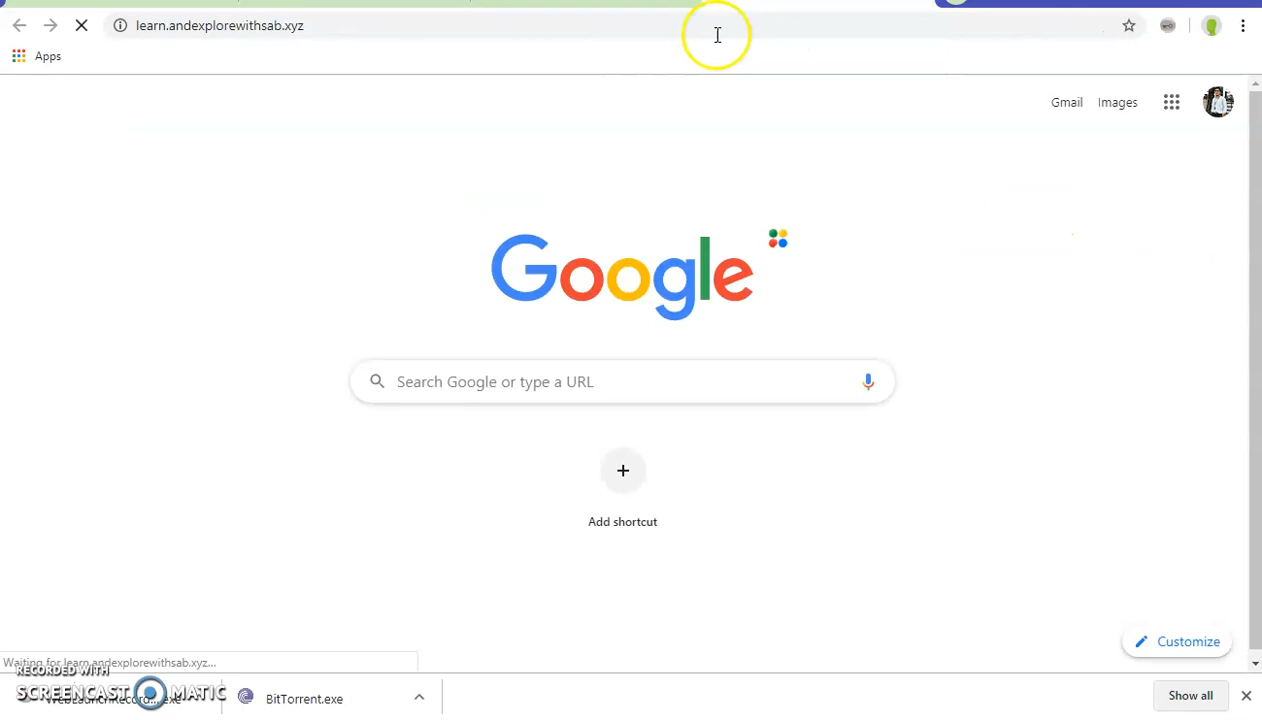 learn.andexplorewithsab.xyz
Apps
Gmail Images
Google
Search Google or type a URL
Add shortcut
Customize
Waiting for learn.andexplorewithsab.xyz...
RECORDED WITH
SCREENCAST MATIC
BitTorrent.exe
Show all